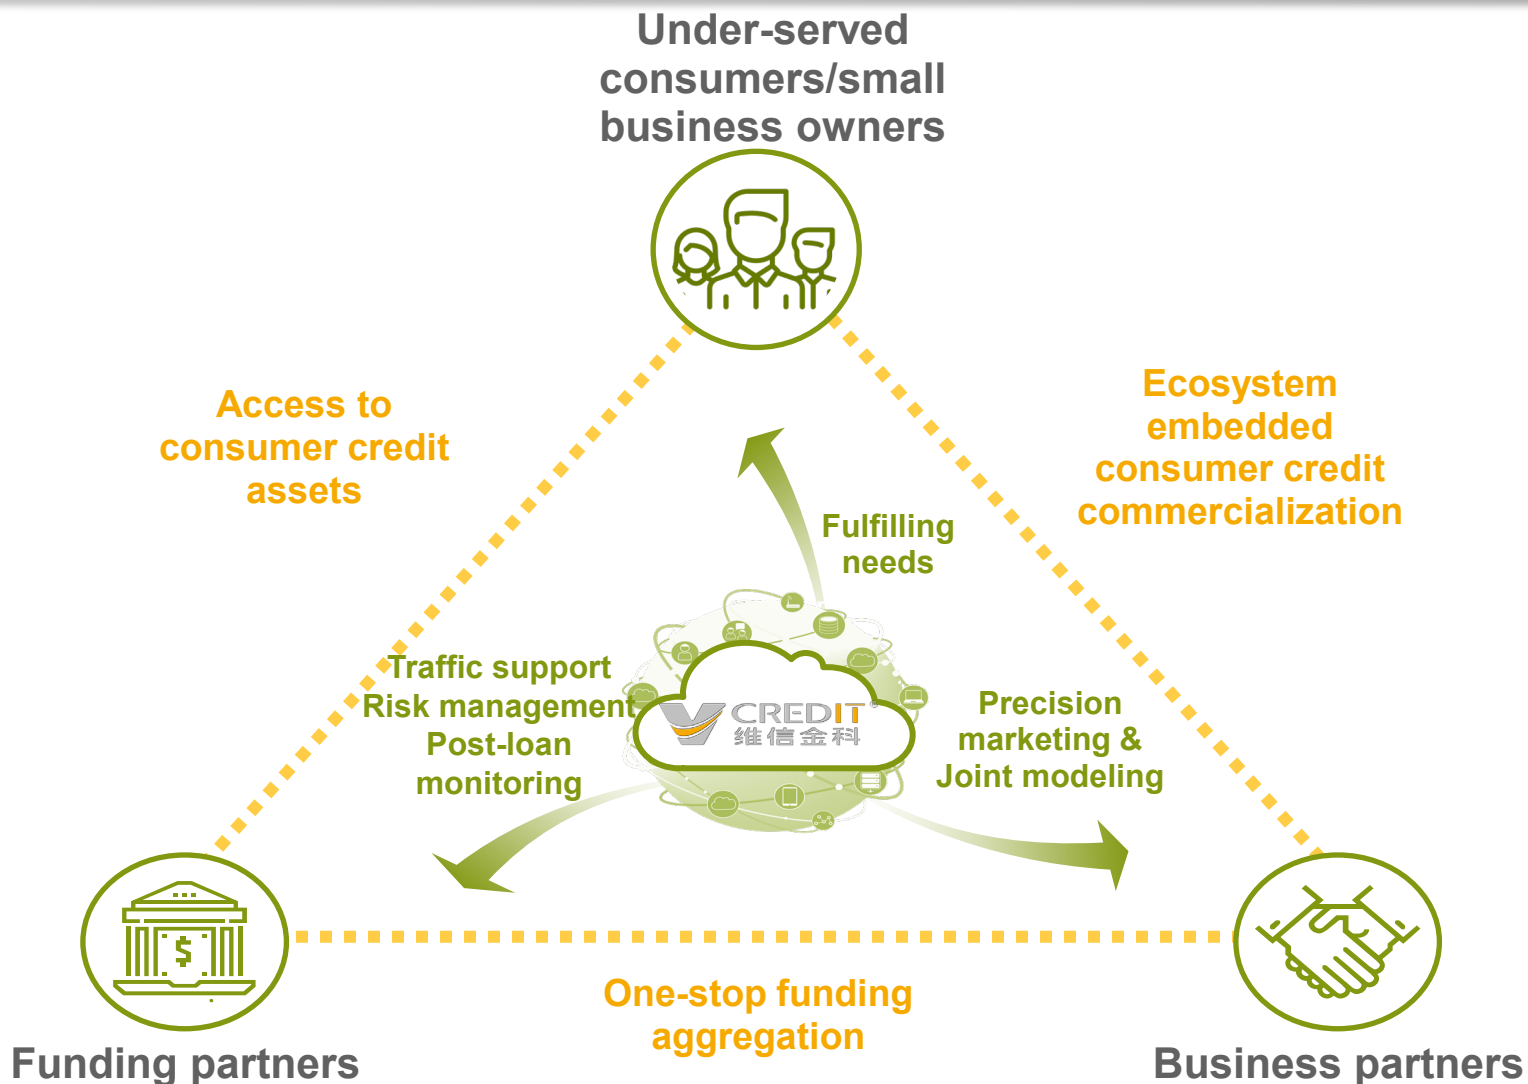 Under-served
consumers/small
business owners
Access to
consumer credit
assets
Ecosystem
embedded
consumer credit
commercialization
Fulfilling
needs
Traffic support
Risk management
Post-loan
monitoring
CREDIT®
维信金科
Precision
marketing &
Joint modeling
$
One-stop funding
aggregation
Funding partners
Business partners